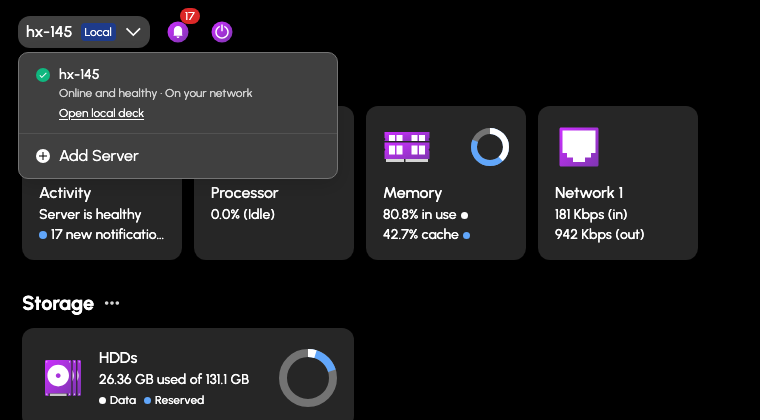 hx-145 Local
17
hx-145
Online and healthy · On your network
Open local deck
Add Server
Activity
Server is healthy
17 new notificatio...
Processor
0.0% (Idle)
Memory
80.8% in use
42.7% cache
Network 1
181 Kbps (in)
942 Kbps (out)
Storage
HDDs
26.36 GB used of 131.1 GB
Data Reserved